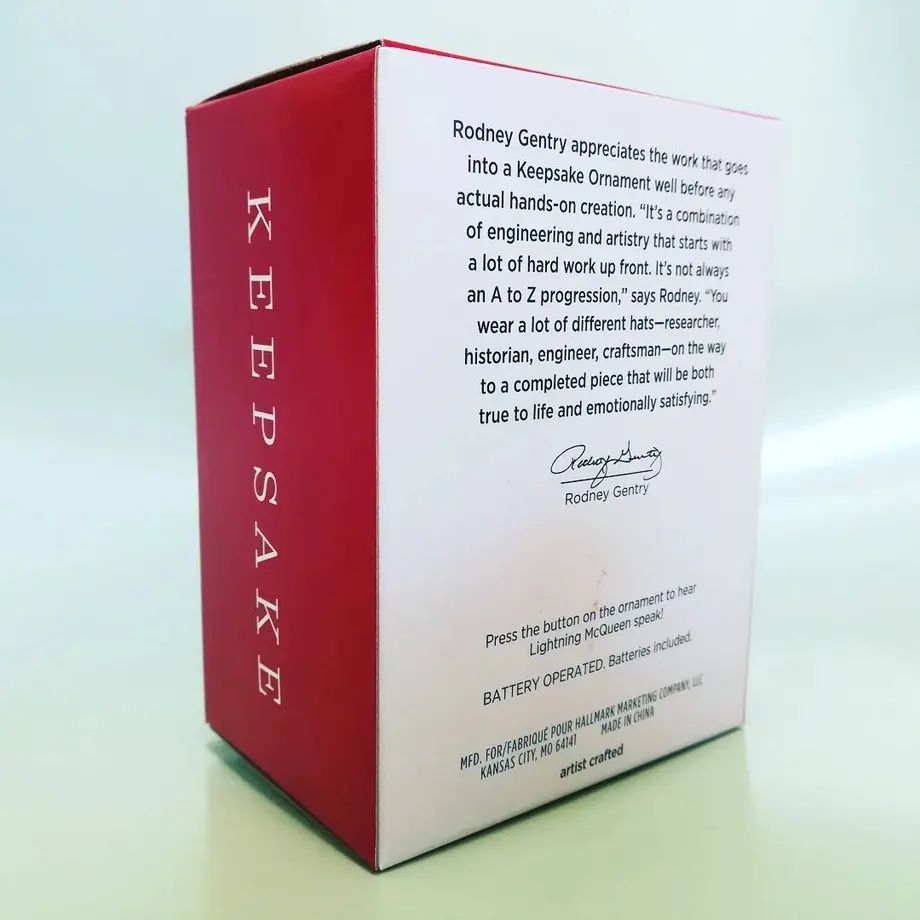 KEEPSAKE
Rodney Gentry appreciates the work that goes
into a Keepsake Ornament well before any
actual hands-on creation. “It’s a combination
of engineering and artistry that starts with
a lot of hard work up front. It’s not always
an A to Z progression,” says Rodney. “You
wear a lot of different hats—researcher,
historian, engineer, craftsman—on the way
to a completed piece that will be both
true to life and emotionally satisfying.”
Rodney Gentry
Rodney Gentry
Press the button on the ornament to hear
Lightning McQueen speak!
BATTERY OPERATED. Batteries included.
MFD. FOR/FABRIQUÉ POUR HALLMARK MARKETING COMPANY, LLC
KANSAS CITY, MO 64141 MADE IN CHINA
artist crafted